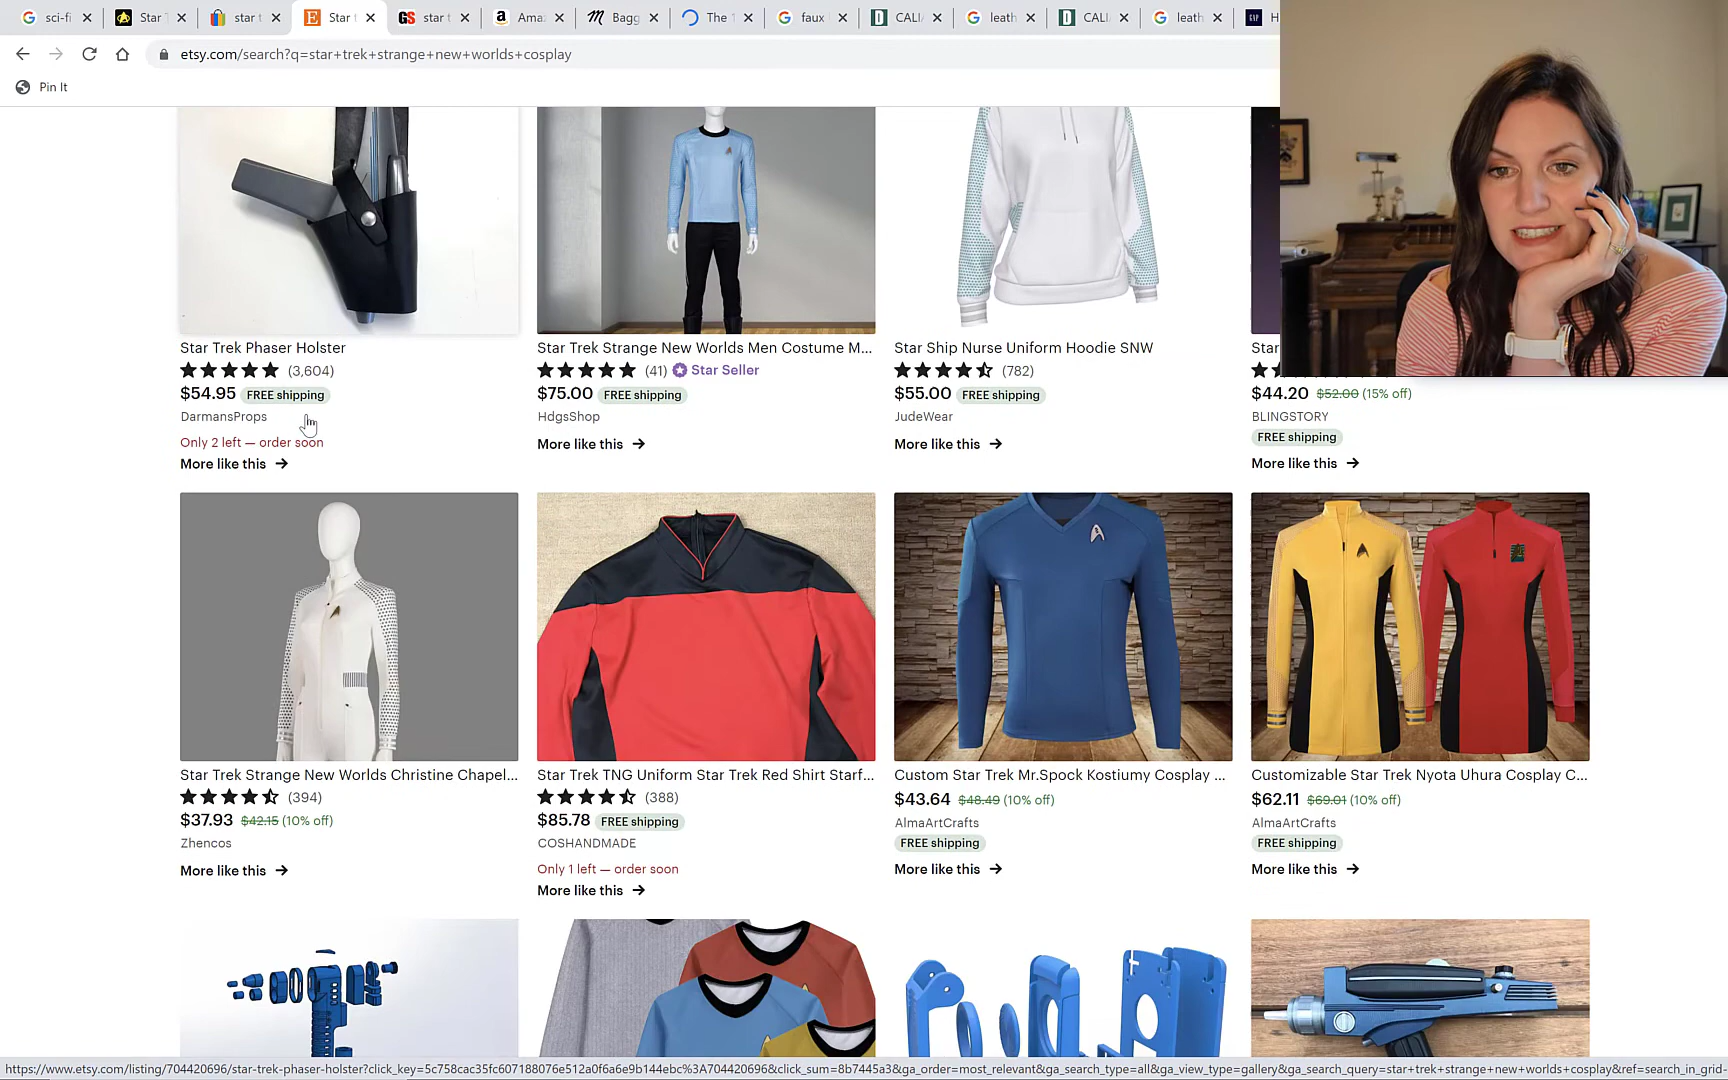 sci-fi
Star T
star t
Star t
star t
Amaz
Bagg
The 1
faux f
CALI
leath
CALI
leath
GAP
H
etsy.com/search?q=star+trek+strange+new+worlds+cosplay
Pin It
Star Trek Phaser Holster
(3,604)
$54.95 FREE shipping
DarmansProps
Only 2 left — order soon
More like this →
Star Trek Strange New Worlds Men Costume M...
(41) Star Seller
$75.00 FREE shipping
HdgsShop
More like this →
Star Ship Nurse Uniform Hoodie SNW
(782)
$55.00 FREE shipping
JudeWear
More like this →
Star
$44.20 $52.00 (15% off)
BLINGSTORY
FREE shipping
More like this →
Star Trek Strange New Worlds Christine Chapel...
(394)
$37.93 $42.15 (10% off)
Zhencos
More like this →
Star Trek TNG Uniform Star Trek Red Shirt Starf...
(388)
$85.78 FREE shipping
COSHANDMADE
Only 1 left — order soon
More like this →
Custom Star Trek Mr.Spock Kostiumy Cosplay ...
$43.64 $48.49 (10% off)
AlmaArtCrafts
FREE shipping
More like this →
Customizable Star Trek Nyota Uhura Cosplay C...
$62.11 $69.01 (10% off)
AlmaArtCrafts
FREE shipping
More like this →
https://www.etsy.com/listing/704420696/star-trek-phaser-holster?click_key=5c758cac35fc607188076e512a0f6a6e9b144ebc%3A704420696&click_sum=8b7445a3&ga_order=most_relevant&ga_search_type=all&ga_view_type=gallery&ga_search_query=star+trek+strange+new+worlds+cosplay&ref=search_in_grid-